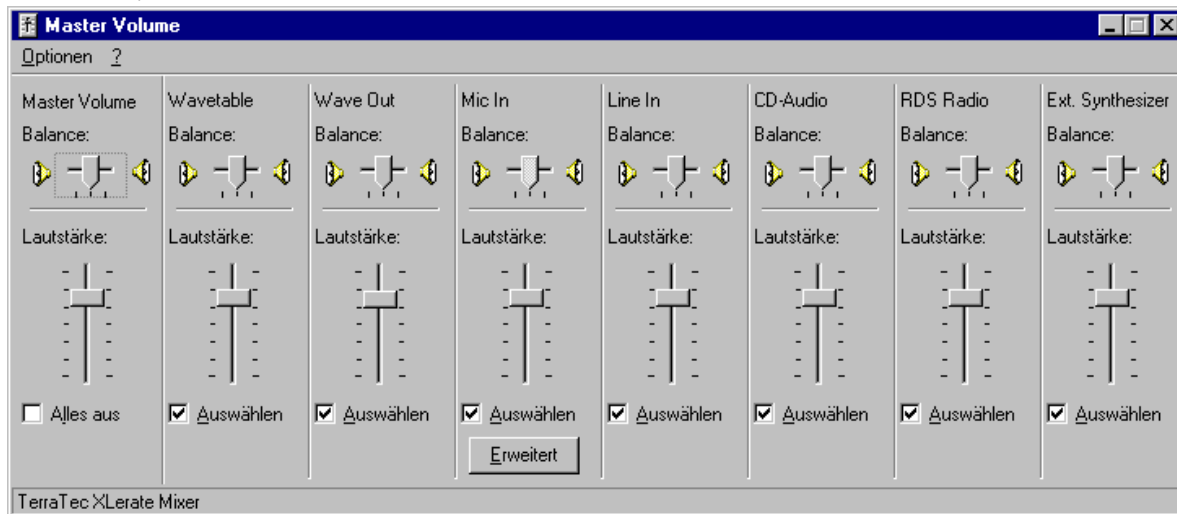 Master Volume
Optionen ?
Master Volume
Balance:
Lautstärke:
Alles aus
Wavetable
Balance:
Lautstärke:
Auswählen
Wave Out
Balance:
Lautstärke:
Auswählen
Mic In
Balance:
Lautstärke:
Auswählen
Erweitert
Line In
Balance:
Lautstärke:
Auswählen
CD-Audio
Balance:
Lautstärke:
Auswählen
RDS Radio
Balance:
Lautstärke:
Auswählen
Ext. Synthesizer
Balance:
Lautstärke:
Auswählen
TerraTec XLerate Mixer